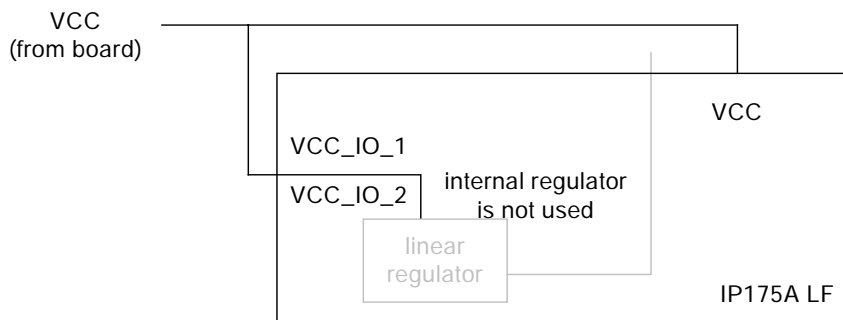 VCC
(from board)
VCC
VCC_IO_1
VCC_IO_2
internal regulator
is not used
linear
regulator
IP175A LF